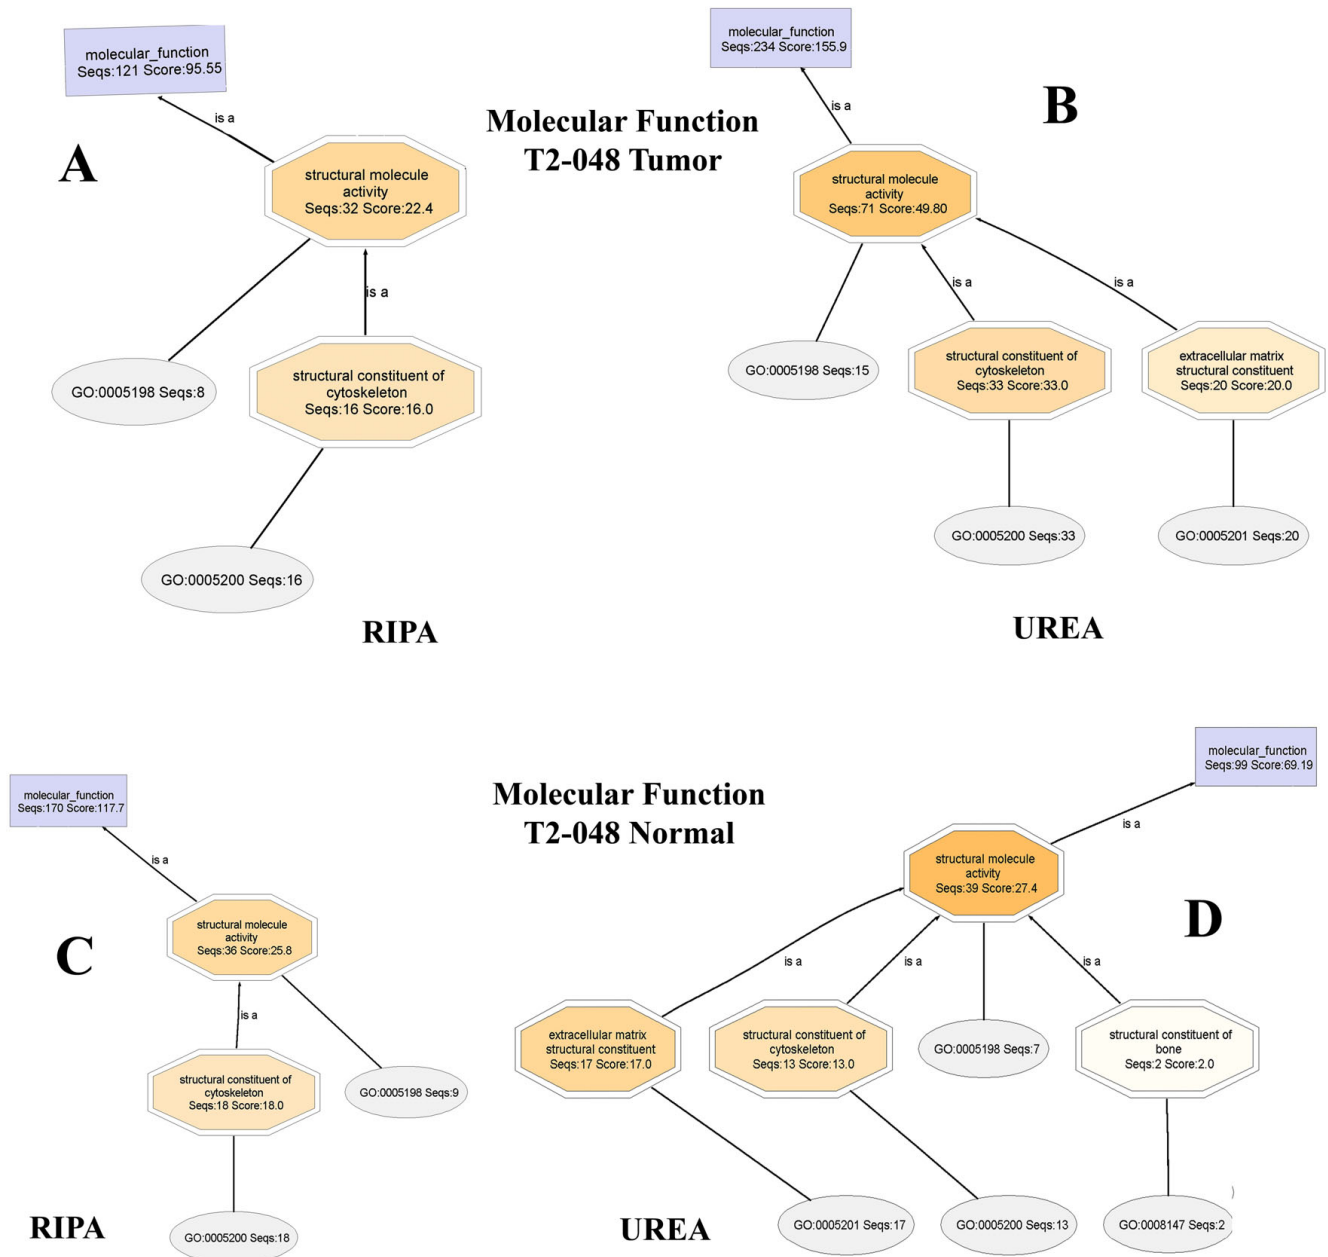 molecular_function
Seqs:121 Score:95.55
is a
A
structural molecule
activity
Seqs:32 Score:22.4
is a
GO:0005198 Seqs:8
structural constituent of
cytoskeleton
Seqs:16 Score:16.0
GO:0005200 Seqs:16
RIPA
Molecular Function
T2-048 Tumor
molecular_function
Seqs:234 Score:155.9
is a
B
structural molecule
activity
Seqs:71 Score:49.80
is a
is a
GO:0005198 Seqs:15
structural constituent of
cytoskeleton
Seqs:33 Score:33.0
extracellular matrix
structural constituent
Seqs:20 Score:20.0
GO:0005200 Seqs:33
GO:0005201 Seqs:20
UREA
molecular_function
Seqs:170 Score:117.7
is a
C
structural molecule
activity
Seqs:36 Score:25.8
is a
structural constituent of
cytoskeleton
Seqs:18 Score:18.0
GO:0005198 Seqs:9
GO:0005200 Seqs:18
RIPA
Molecular Function
T2-048 Normal
molecular_function
Seqs:99 Score:69.19
is a
structural molecule
activity
Seqs:39 Score:27.4
D
is a
is a
is a
extracellular matrix
structural constituent
Seqs:17 Score:17.0
structural constituent of
cytoskeleton
Seqs:13 Score:13.0
GO:0005198 Seqs:7
structural constituent of
bone
Seqs:2 Score:2.0
GO:0005201 Seqs:17
GO:0005200 Seqs:13
GO:0008147 Seqs:2
)
UREA